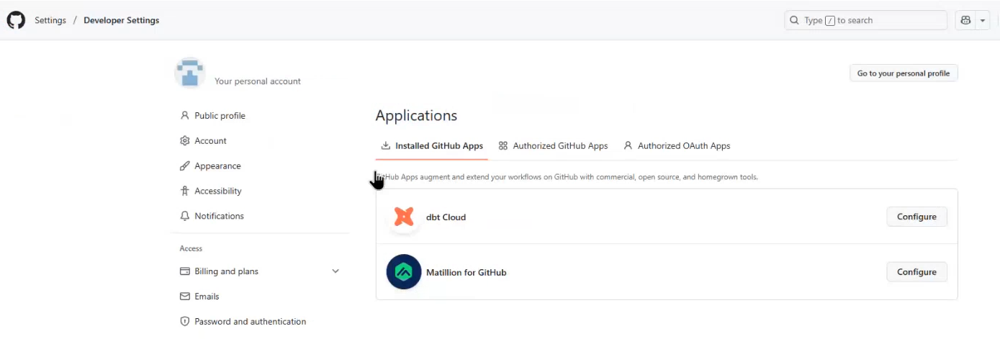 Settings / Developer Settings
Type / to search
Your personal account
Go to your personal profile
Public profile
Account
Appearance
Accessibility
Notifications
Access
Billing and plans
Emails
Password and authentication
Applications
Installed GitHub Apps Authorized GitHub Apps Authorized OAuth Apps
GitHub Apps augment and extend your workflows on GitHub with commercial, open source, and homegrown tools.
dbt Cloud Configure
Matillion for GitHub Configure